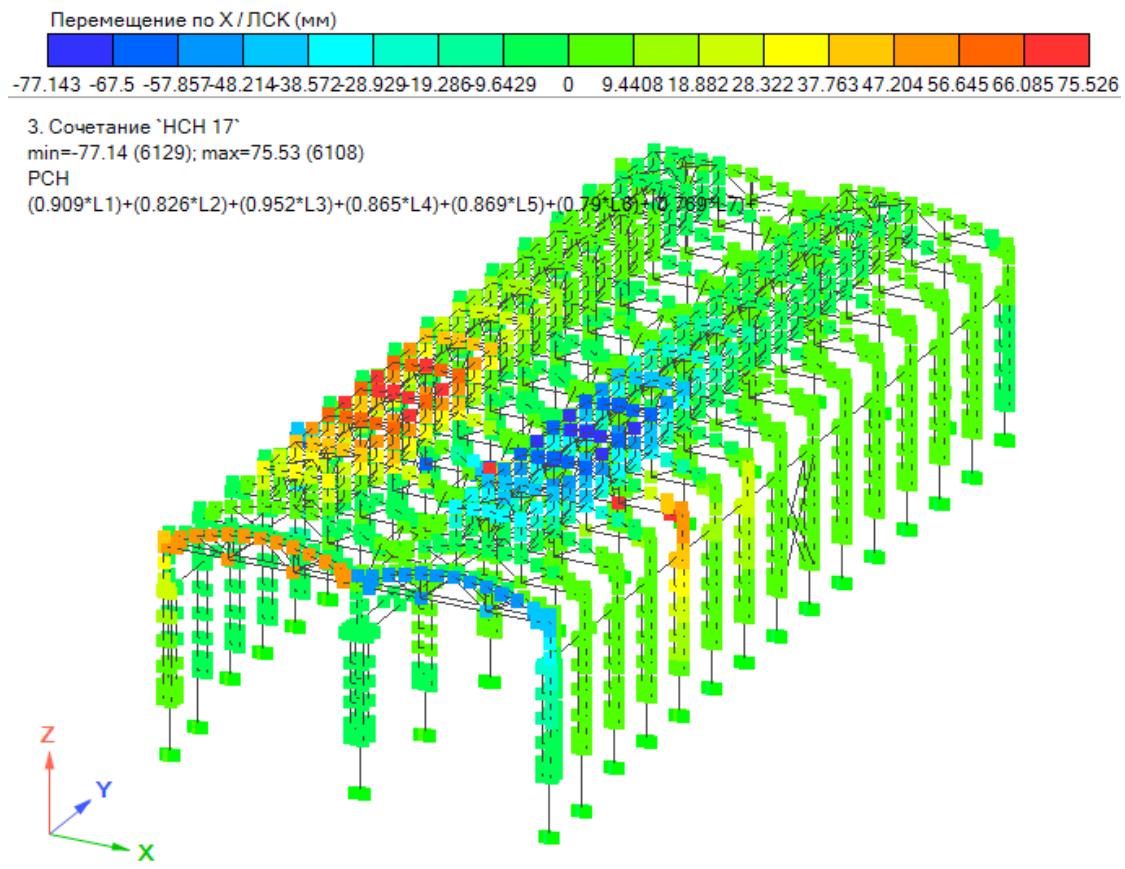 Перемещение по X / ЛСК (мм)
-77.143 -67.5 -57.857-48.214-38.572-28.929-19.286-9.6429 0 9.4408 18.882 28.322 37.763 47.204 56.645 66.085 75.526
3. Сочетание `НСН 17`
min=-77.14 (6129); max=75.53 (6108)
РСН
(0.909*L1)+(0.826*L2)+(0.952*L3)+(0.865*L4)+(0.869*L5)+(0.79*L6)+(0.769*L7)+...
Z
Y
X